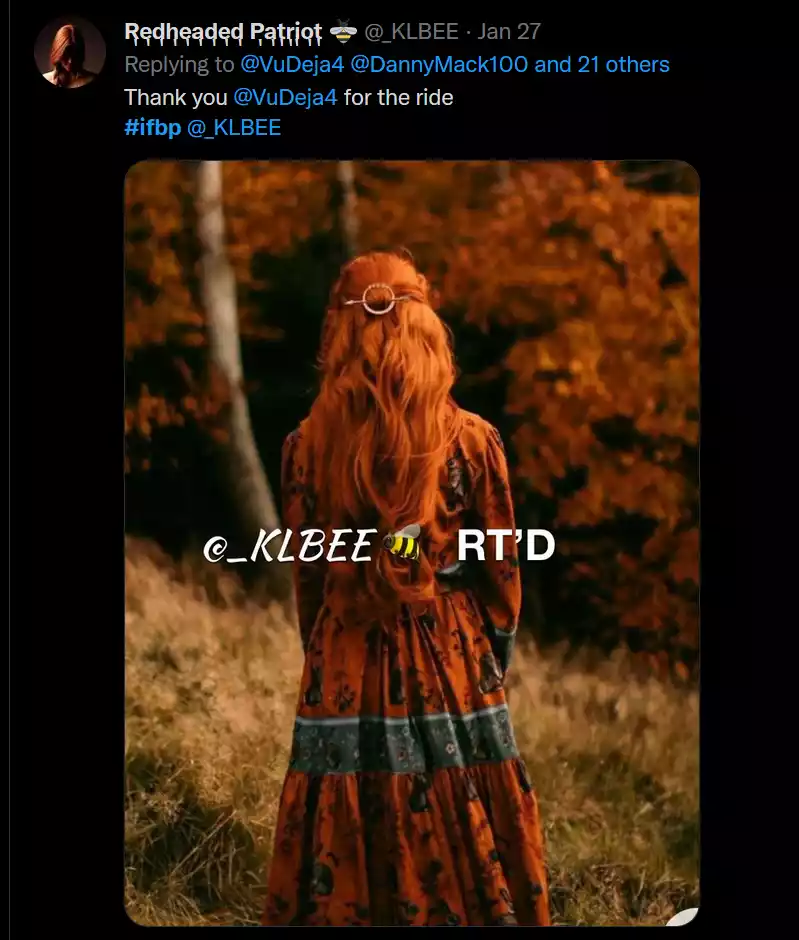 Redheaded Patriot 🐝 @_KLBEE · Jan 27
Replying to @VuDeja4 @DannyMack100 and 21 others
Thank you @VuDeja4 for the ride
#ifbp @_KLBEE
@_KLBEE🐝 RT’D